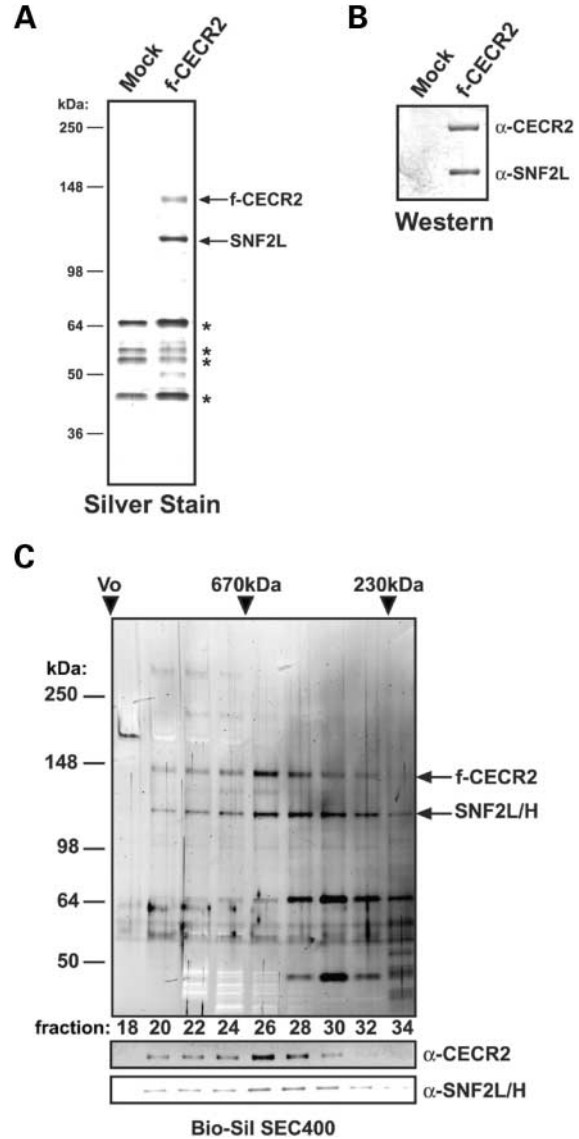 A
Mock
f-CECR2
kDa:
250
148
98
64
50
36
f-CECR2
SNF2L
*
*
*
*
Silver Stain
B
Mock
f-CECR2
α-CECR2
α-SNF2L
Western
C
Vo 670kDa 230kDa
kDa:
250
148
98
64
50
f-CECR2
SNF2L/H
fraction: 18 20 22 24 26 28 30 32 34
α-CECR2
α-SNF2L/H
Bio-Sil SEC400